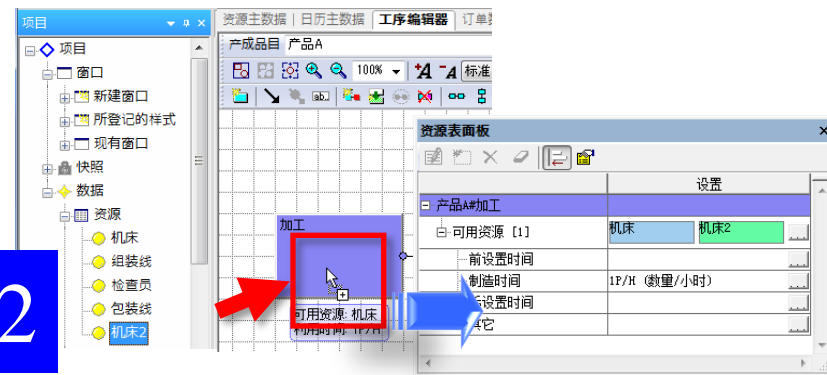 项目
资源主数据 | 日历主数据 工序编辑器 订单
产成品目 产品A
100% A A 标准
ab
项目
窗口
新建窗口
所登记的样式
现有窗口
快照
数据
资源
机床
组装线
检查员
包装线
机床2
2
加工
可用资源: 机床
利用时间: 1P/H
资源表面板
设置
产品A#加工
可用资源 [1] 机床 机床2 ...
前设置时间 ...
制造时间 1P/H (数量/小时) ...
设置时间 ...
其它 ...